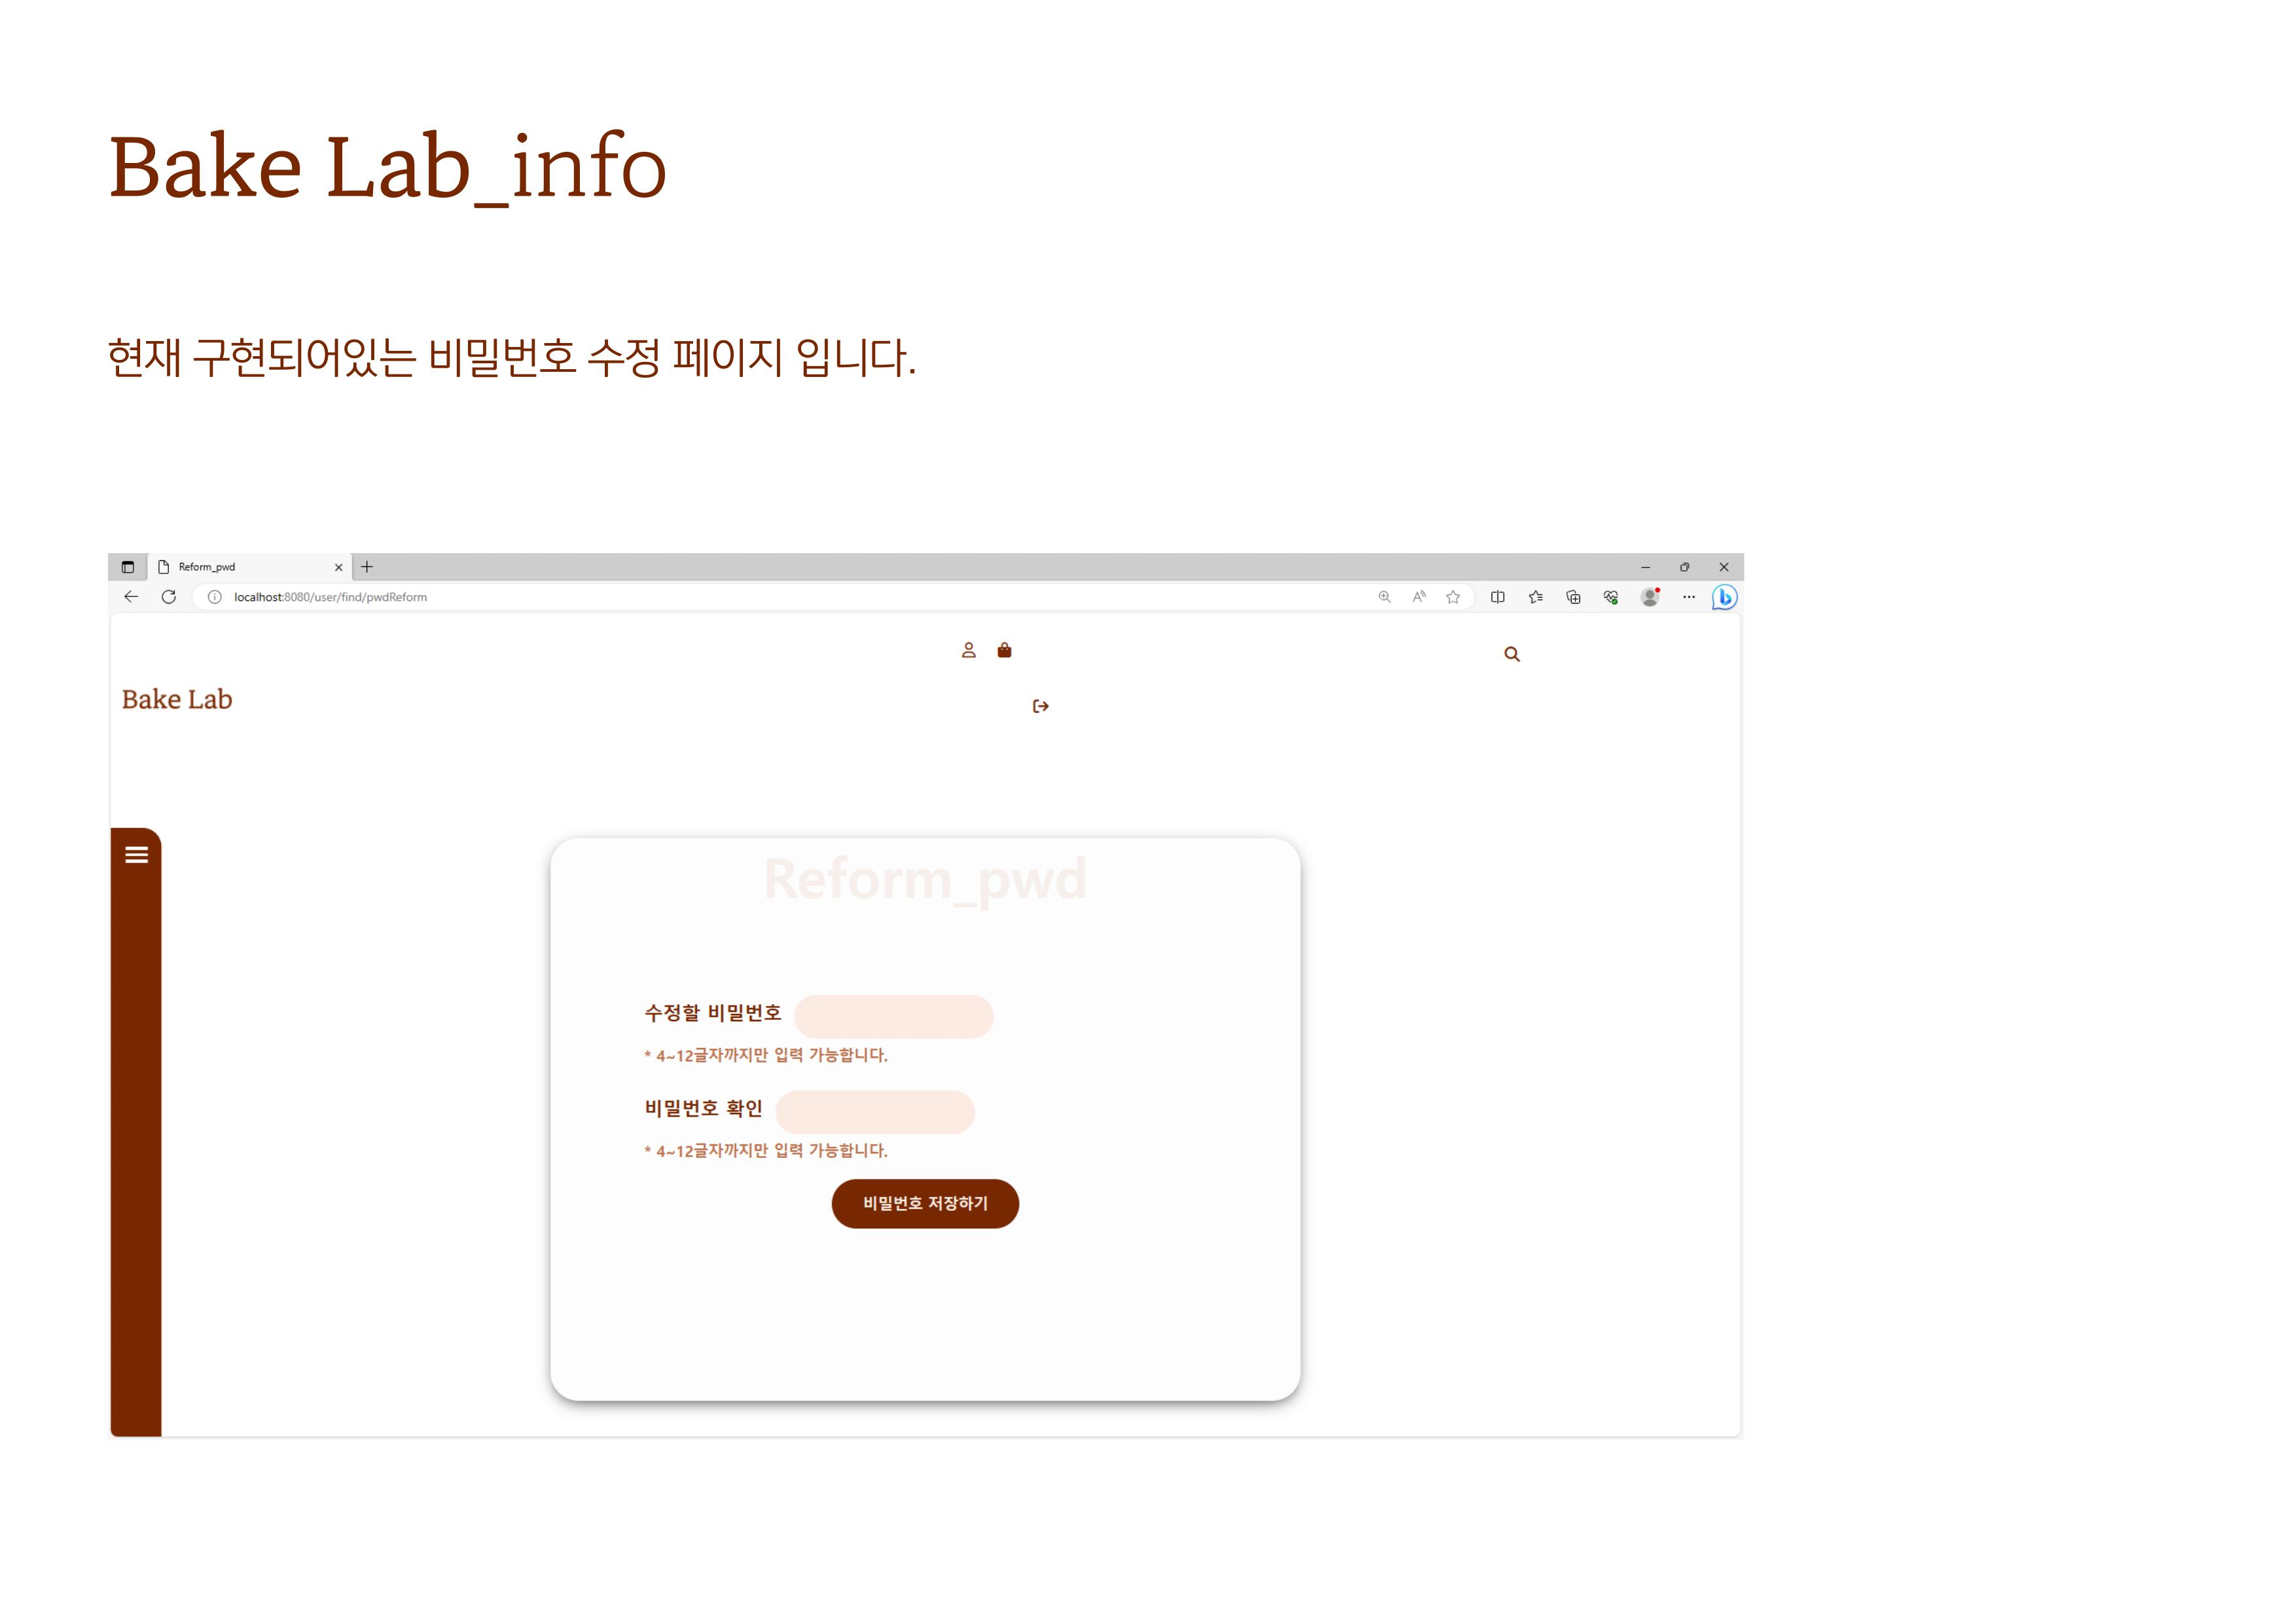 Bake Lab_info
현재 구현되어있는 비밀번호 수정 페이지 입니다.
Reform_pwd
localhost:8080/user/find/pwdReform
Bake Lab
Reform_pwd
수정할 비밀번호
* 4~12글자까지만 입력 가능합니다.
비밀번호 확인
* 4~12글자까지만 입력 가능합니다.
비밀번호 저장하기